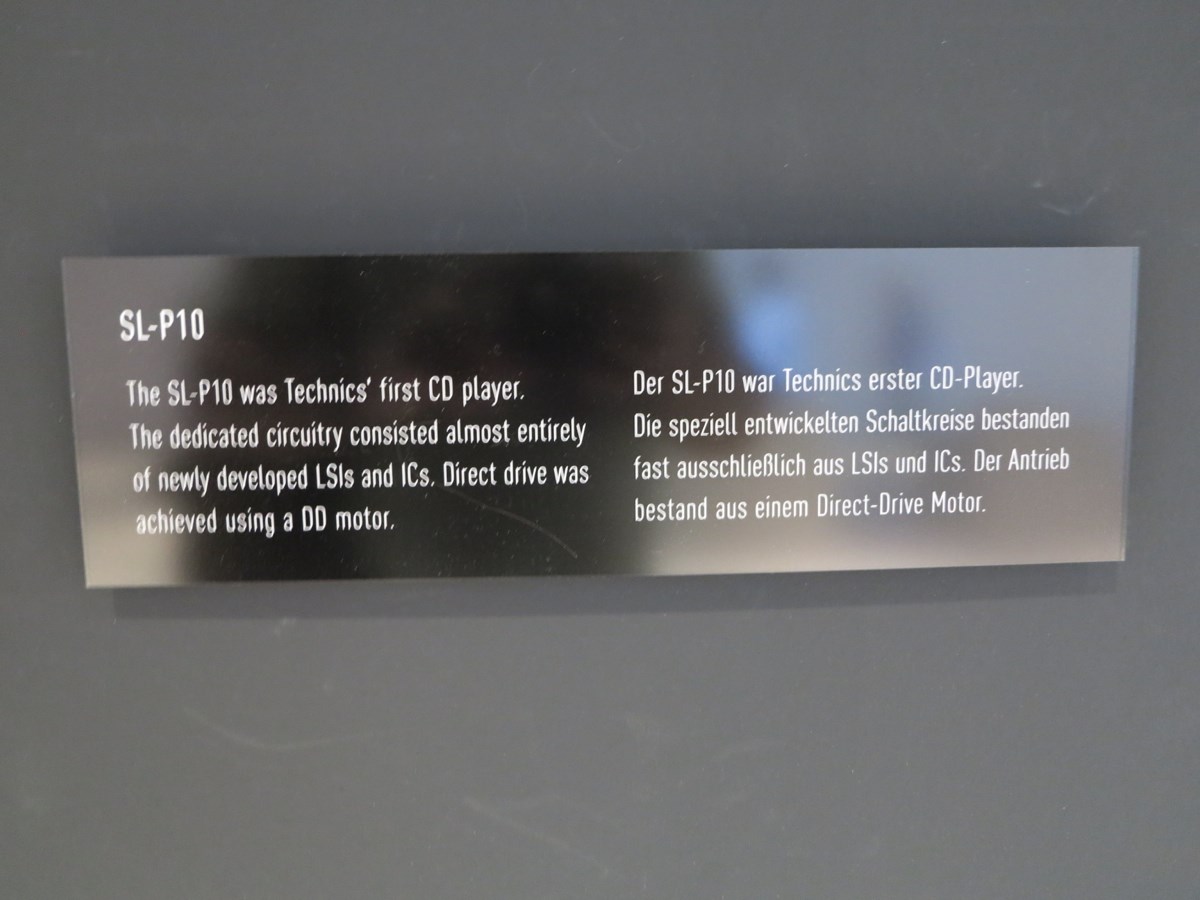 SL-P10
The SL-P10 was Technics' first CD player.
The dedicated circuitry consisted almost entirely
of newly developed LSIs and ICs. Direct drive was
achieved using a DD motor.
Der SL-P10 war Technics erster CD-Player.
Die speziell entwickelten Schaltkreise bestanden
fast ausschließlich aus LSIs und ICs. Der Antrieb
bestand aus einem Direct-Drive Motor.